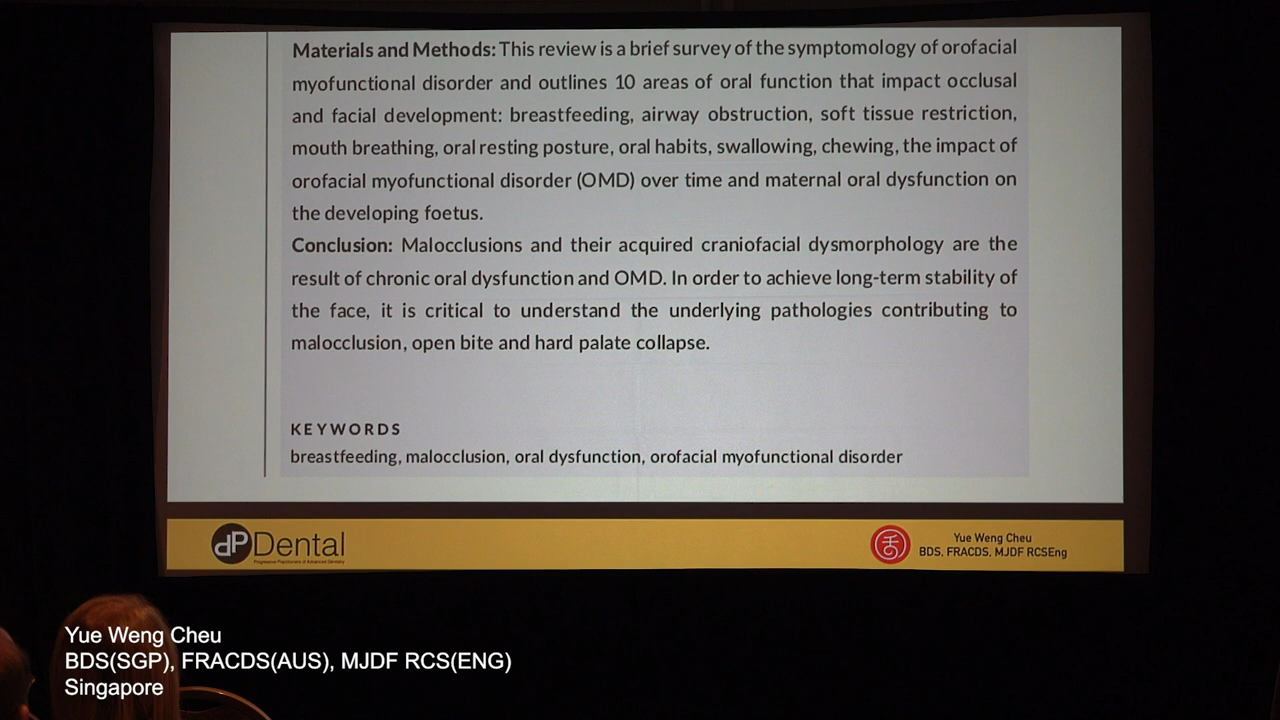 Materials and Methods: This review is a brief survey of the symptomology of orofacial
myofunctional disorder and outlines 10 areas of oral function that impact occlusal
and facial development: breastfeeding, airway obstruction, soft tissue restriction,
mouth breathing, oral resting posture, oral habits, swallowing, chewing, the impact of
orofacial myofunctional disorder (OMD) over time and maternal oral dysfunction on
the developing foetus.
Conclusion: Malocclusions and their acquired craniofacial dysmorphology are the
result of chronic oral dysfunction and OMD. In order to achieve long-term stability of
the face, it is critical to understand the underlying pathologies contributing to
malocclusion, open bite and hard palate collapse.
KEYWORDS
breastfeeding, malocclusion, oral dysfunction, orofacial myofunctional disorder
dPDental
Progressive Practitioners of Advanced Dentistry
Yue Weng Cheu
BDS, FRACDS, MJDF RCSEng
Yue Weng Cheu
BDS(SGP), FRACDS(AUS), MJDF RCS(ENG)
Singapore